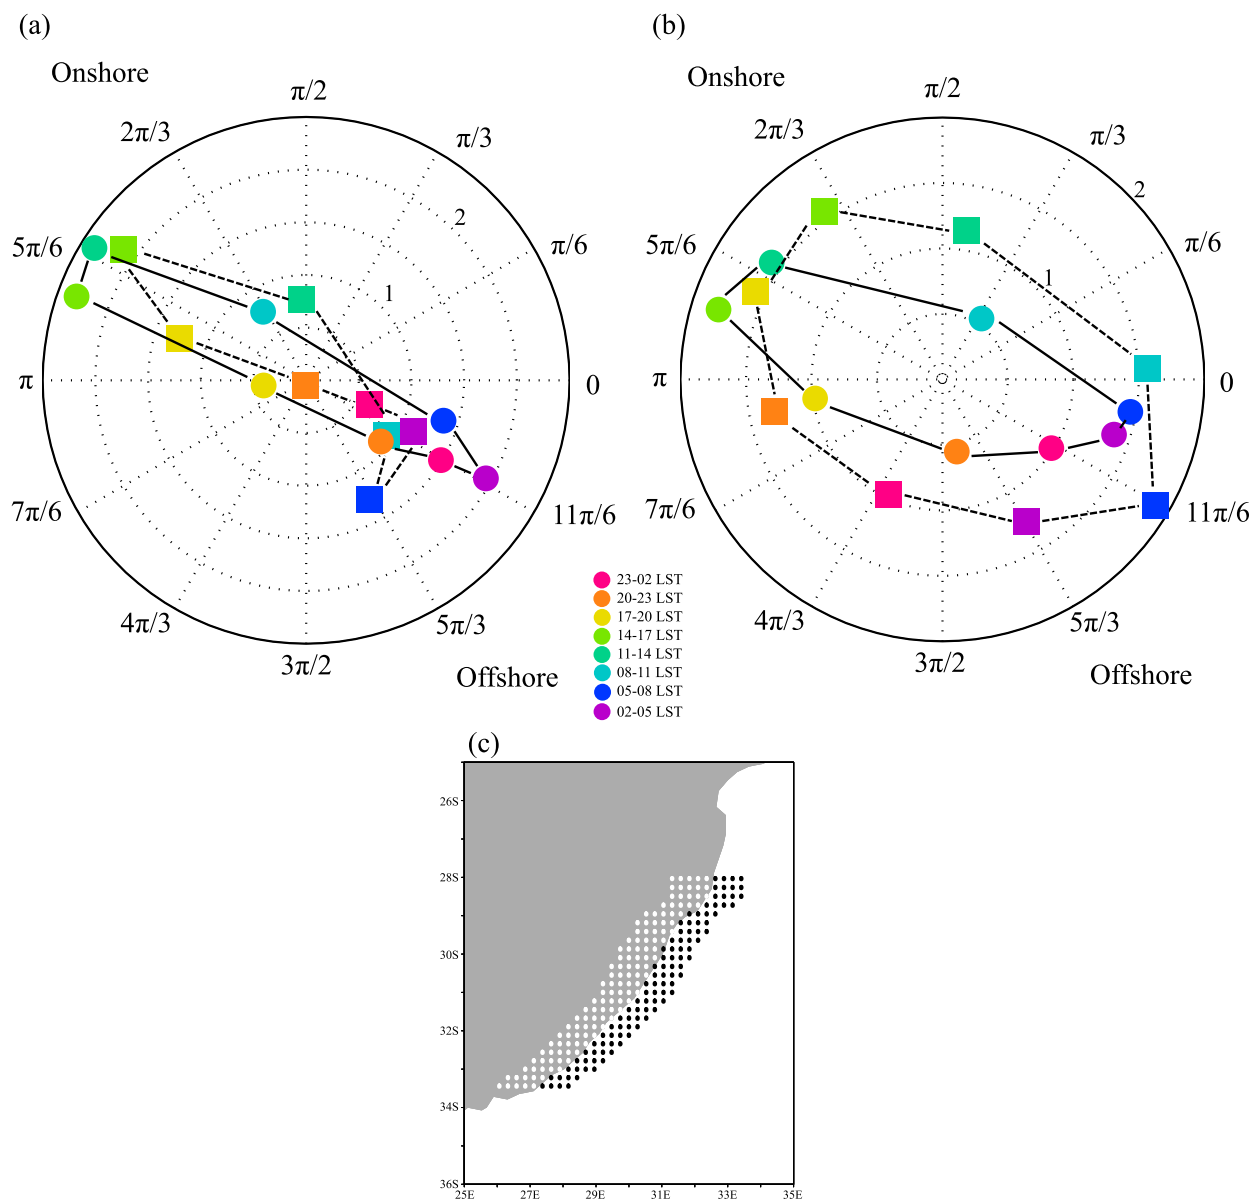 (a)
(b)
Onshore
Onshore
π/2
π/2
2π/3
π/3
2π/3
π/3
2
2
5π/6
π/6
5π/6
π/6
1
1
π
0
π
0
7π/6
11π/6
7π/6
11π/6
4π/3
5π/3
4π/3
5π/3
3π/2
3π/2
Offshore
Offshore
23-02 LST
20-23 LST
17-20 LST
14-17 LST
11-14 LST
08-11 LST
05-08 LST
02-05 LST
(c)
26S
28S
30S
32S
34S
36S
25E 27E 29E 31E 33E 35E